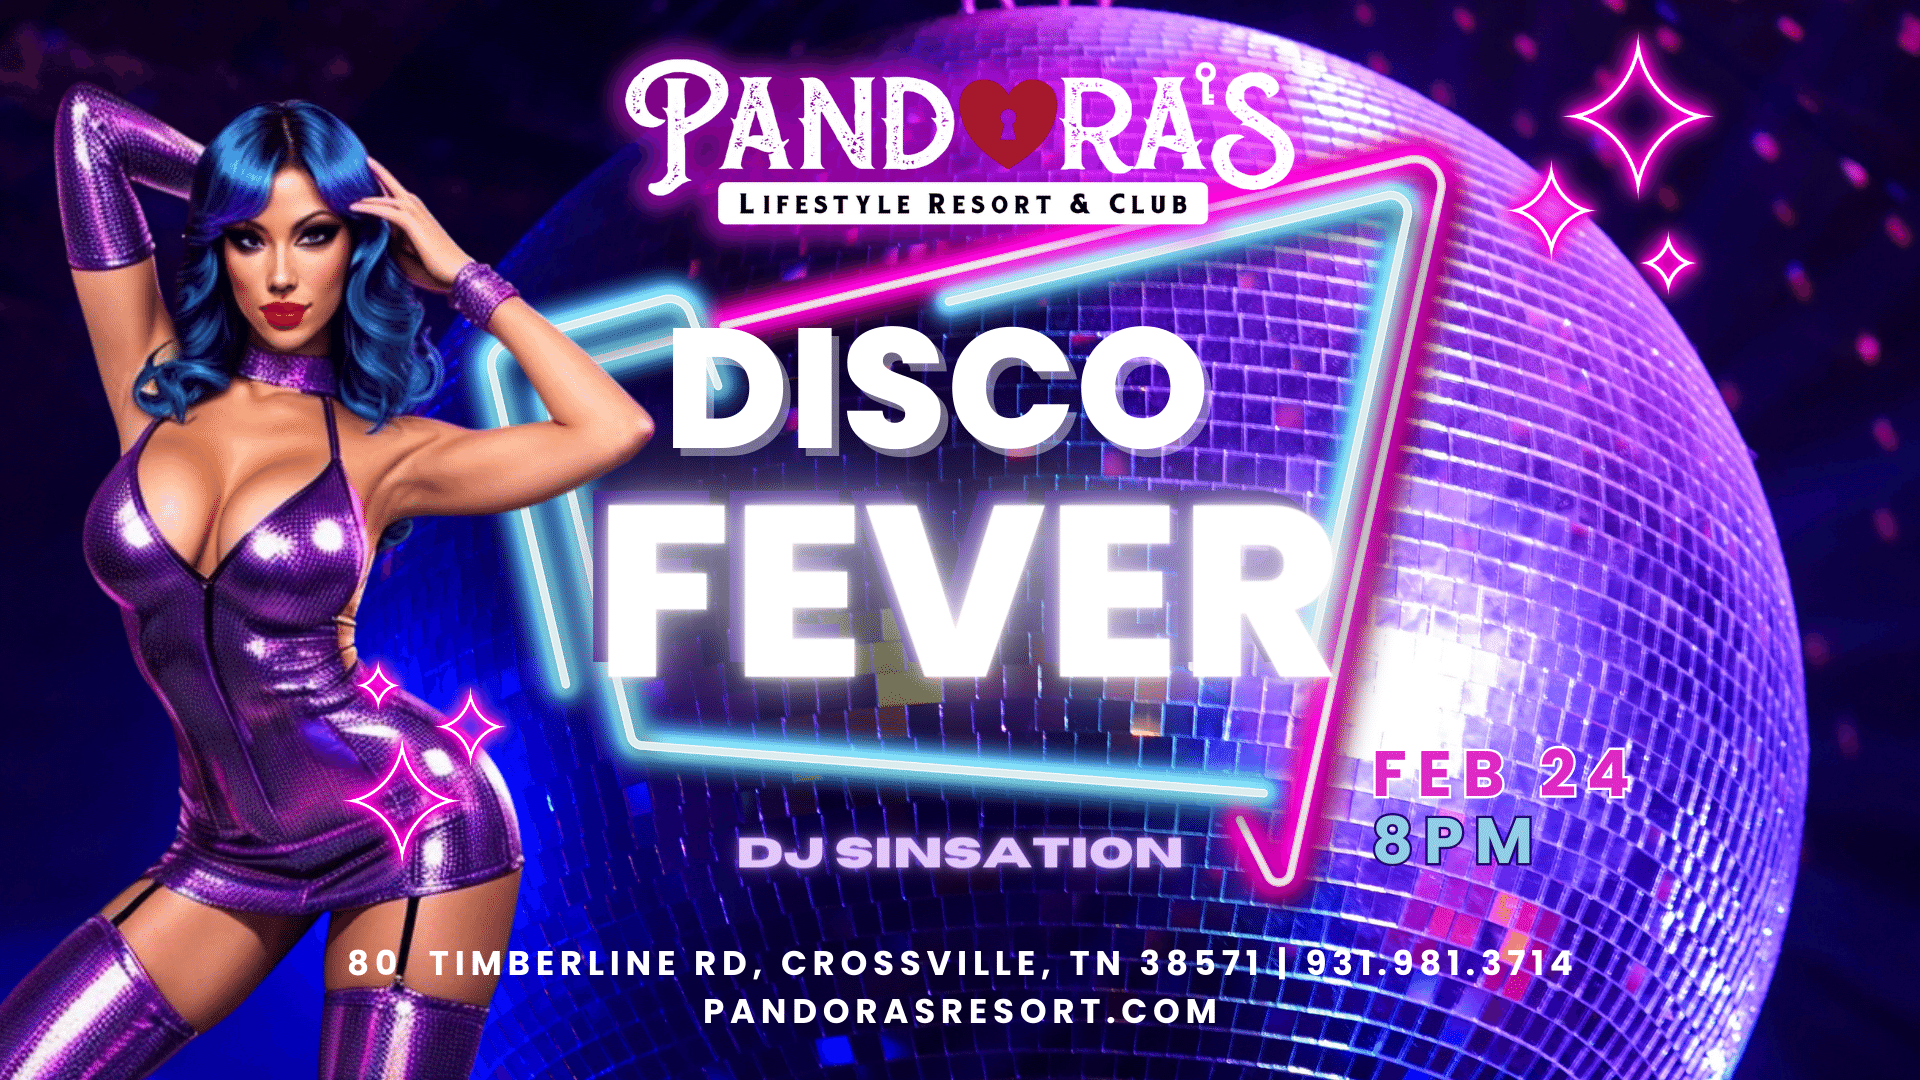 PANDORA'S
LIFESTYLE RESORT & CLUB
DISCO
FEVER
FEB 24
8PM
DJ SINSATION
80 TIMBERLINE RD, CROSSVILLE, TN 38571 | 931.981.3714
PANDORASRESORT.COM